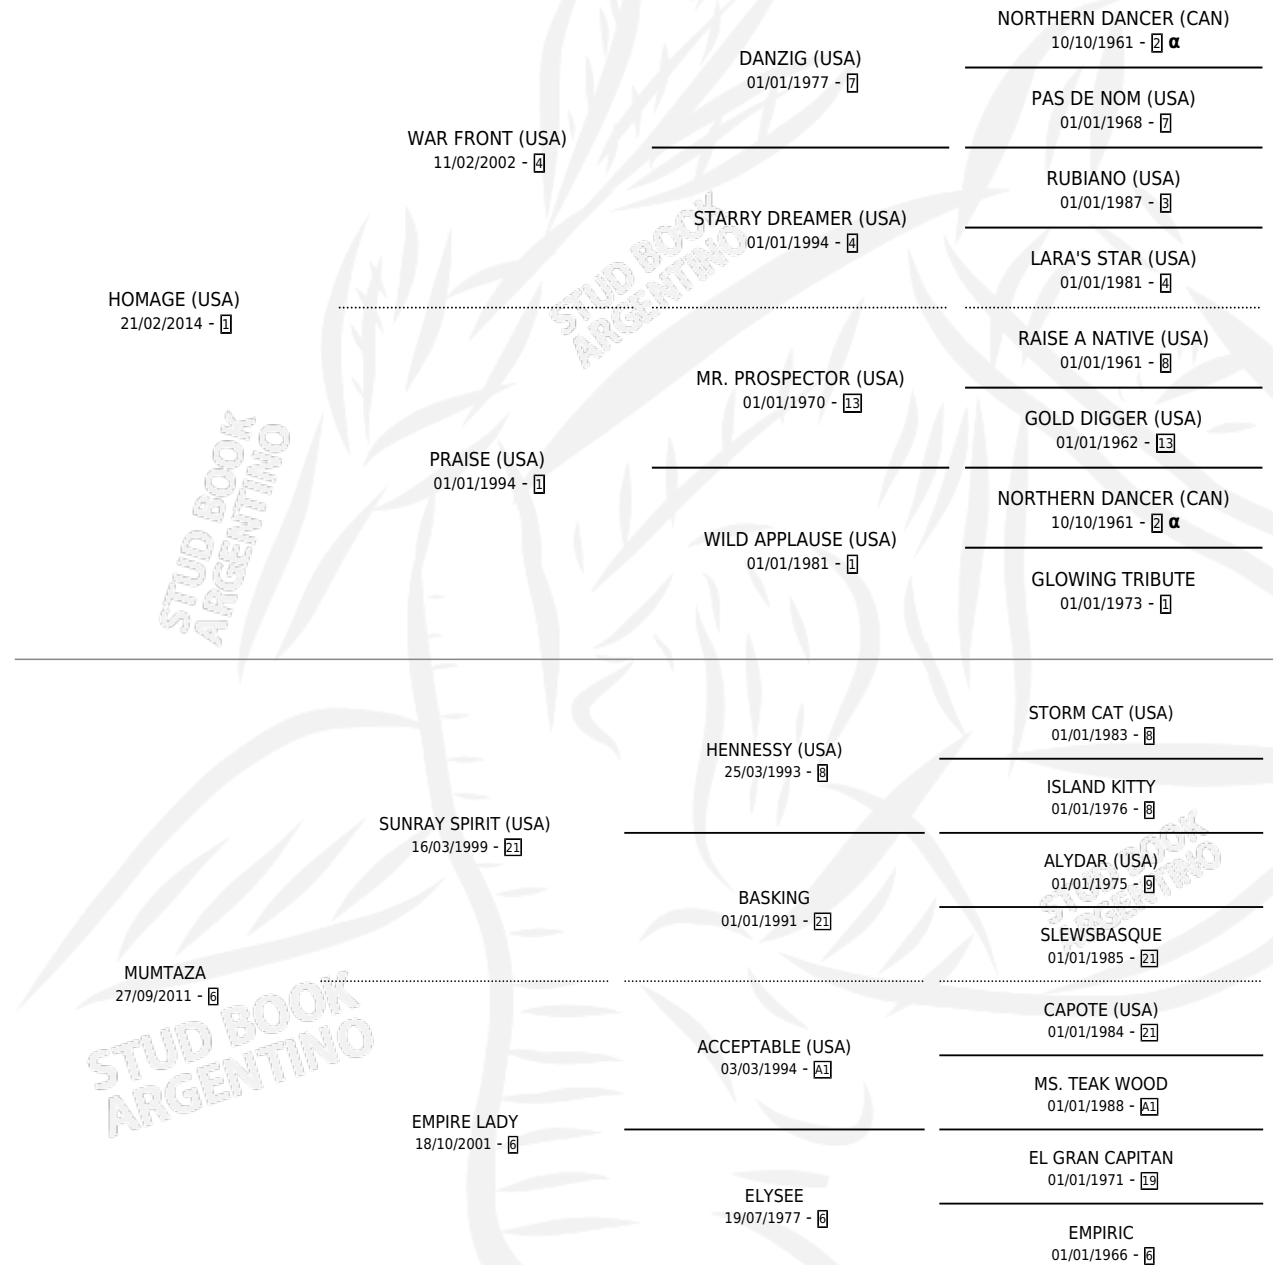 NORTHERN DANCER (CAN)
10/10/1961 - 2 α
DANZIG (USA)
01/01/1977 - 7
PAS DE NOM (USA)
01/01/1968 - 7
WAR FRONT (USA)
11/02/2002 - 4
RUBIANO (USA)
01/01/1987 - 3
STARRY DREAMER (USA)
01/01/1994 - 4
LARA'S STAR (USA)
01/01/1981 - 4
HOMAGE (USA)
21/02/2014 - 1
RAISE A NATIVE (USA)
01/01/1961 - 8
MR. PROSPECTOR (USA)
01/01/1970 - 13
GOLD DIGGER (USA)
01/01/1962 - 13
PRAISE (USA)
01/01/1994 - 1
NORTHERN DANCER (CAN)
10/10/1961 - 2 α
WILD APPLAUSE (USA)
01/01/1981 - 1
GLOWING TRIBUTE
01/01/1973 - 1
STORM CAT (USA)
01/01/1983 - 8
HENNESSY (USA)
25/03/1993 - 8
ISLAND KITTY
01/01/1976 - 8
SUNRAY SPIRIT (USA)
16/03/1999 - 21
ALYDAR (USA)
01/01/1975 - 9
BASKING
01/01/1991 - 21
SLEWSBASQUE
01/01/1985 - 21
MUMTAZA
27/09/2011 - 6
CAPOTE (USA)
01/01/1984 - 21
ACCEPTABLE (USA)
03/03/1994 - A1
MS. TEAK WOOD
01/01/1988 - A1
EMPIRE LADY
18/10/2001 - 6
EL GRAN CAPITAN
01/01/1971 - 19
ELYSEE
19/07/1977 - 6
EMPIRIC
01/01/1966 - 6
STUD BOOK
ARGENTINO
STUD BOOK
ARGENTINO
STUD BOOK
ARGENTINO
STUD BOOK
ARGENTINO